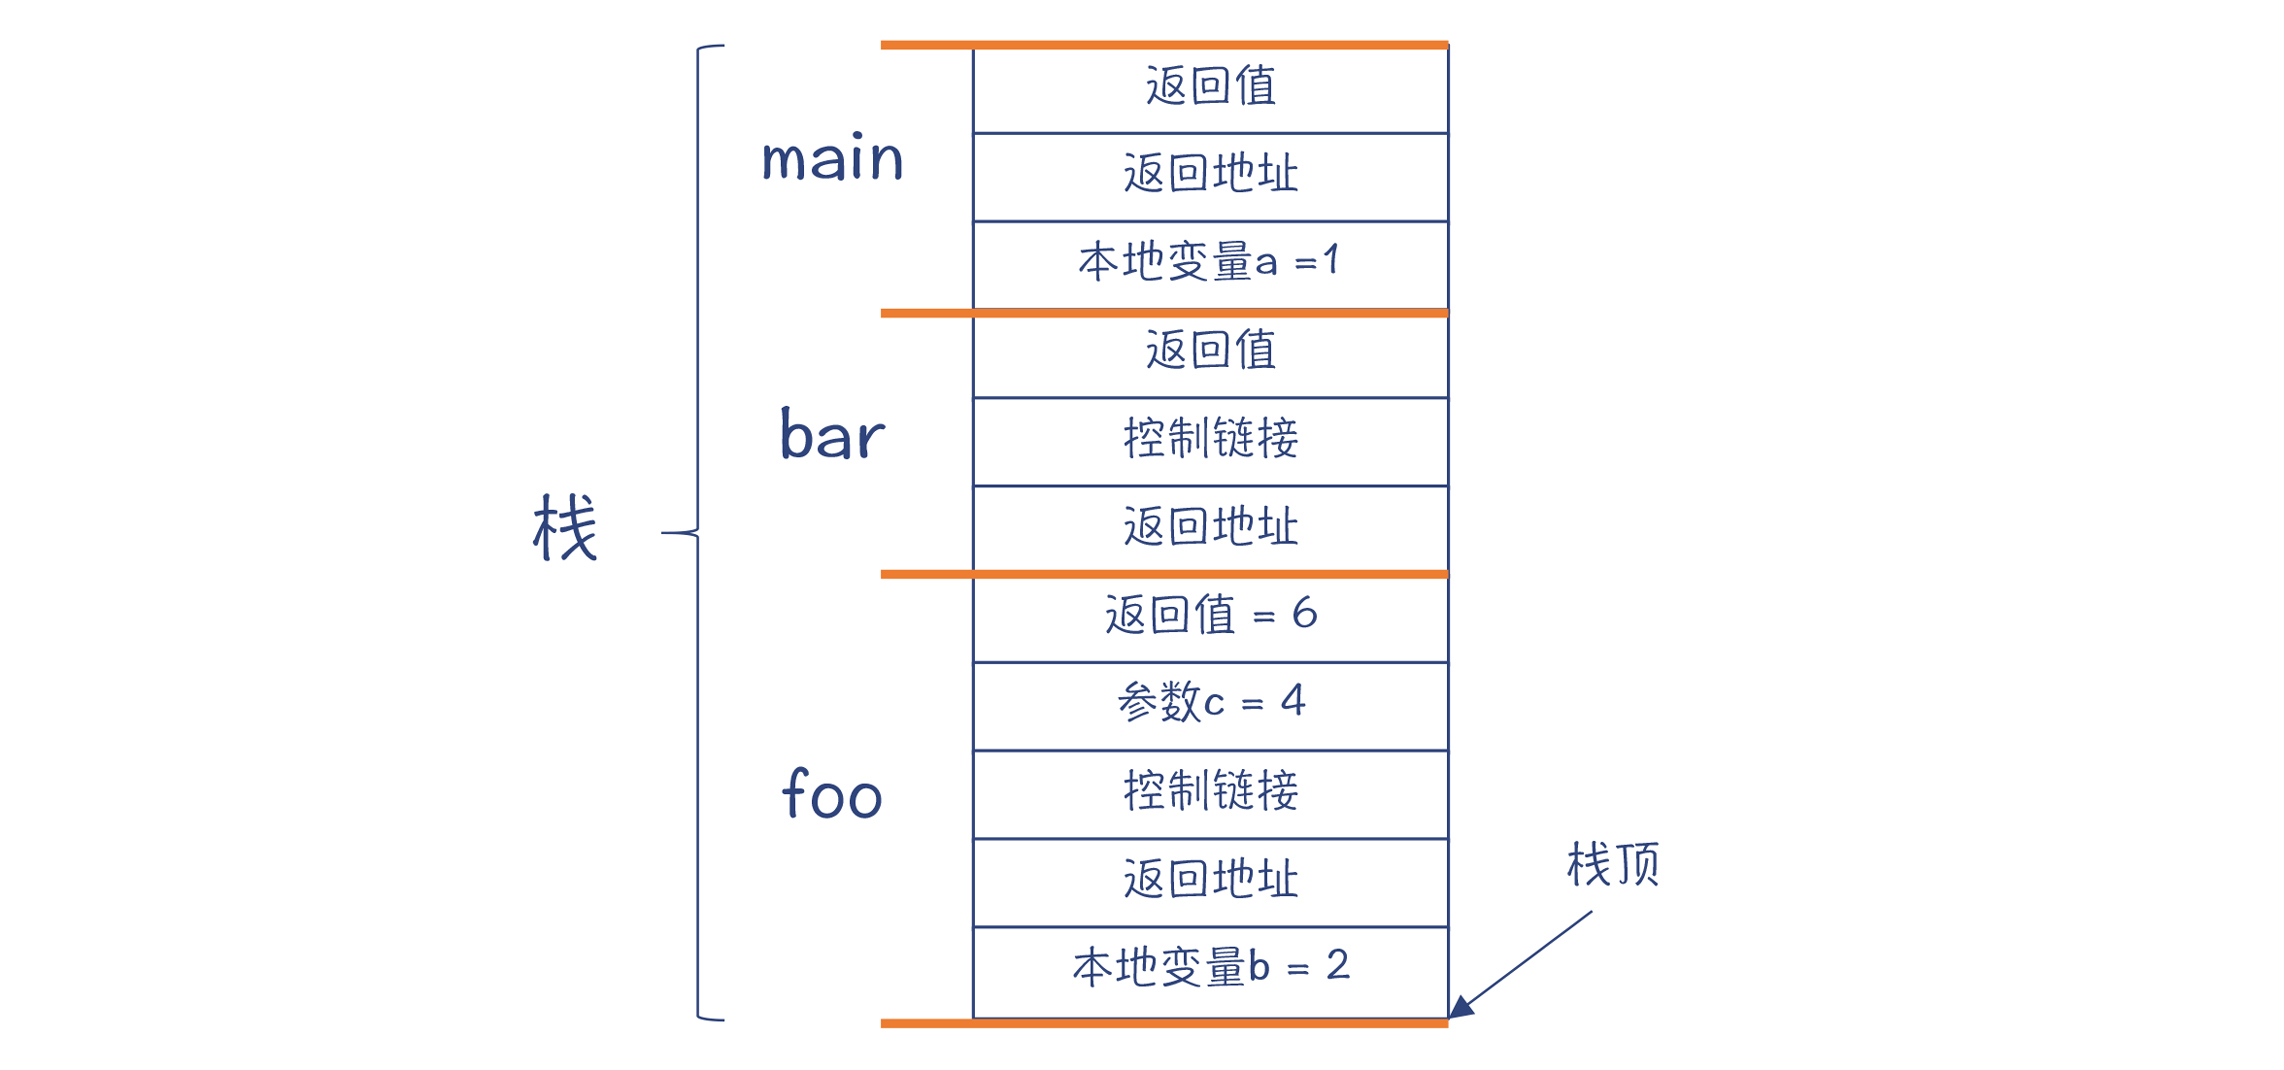 栈
main
返回值
返回地址
本地变量a =1
bar
返回值
控制链接
返回地址
foo
返回值 = 6
参数c = 4
控制链接
返回地址
本地变量b = 2
栈顶